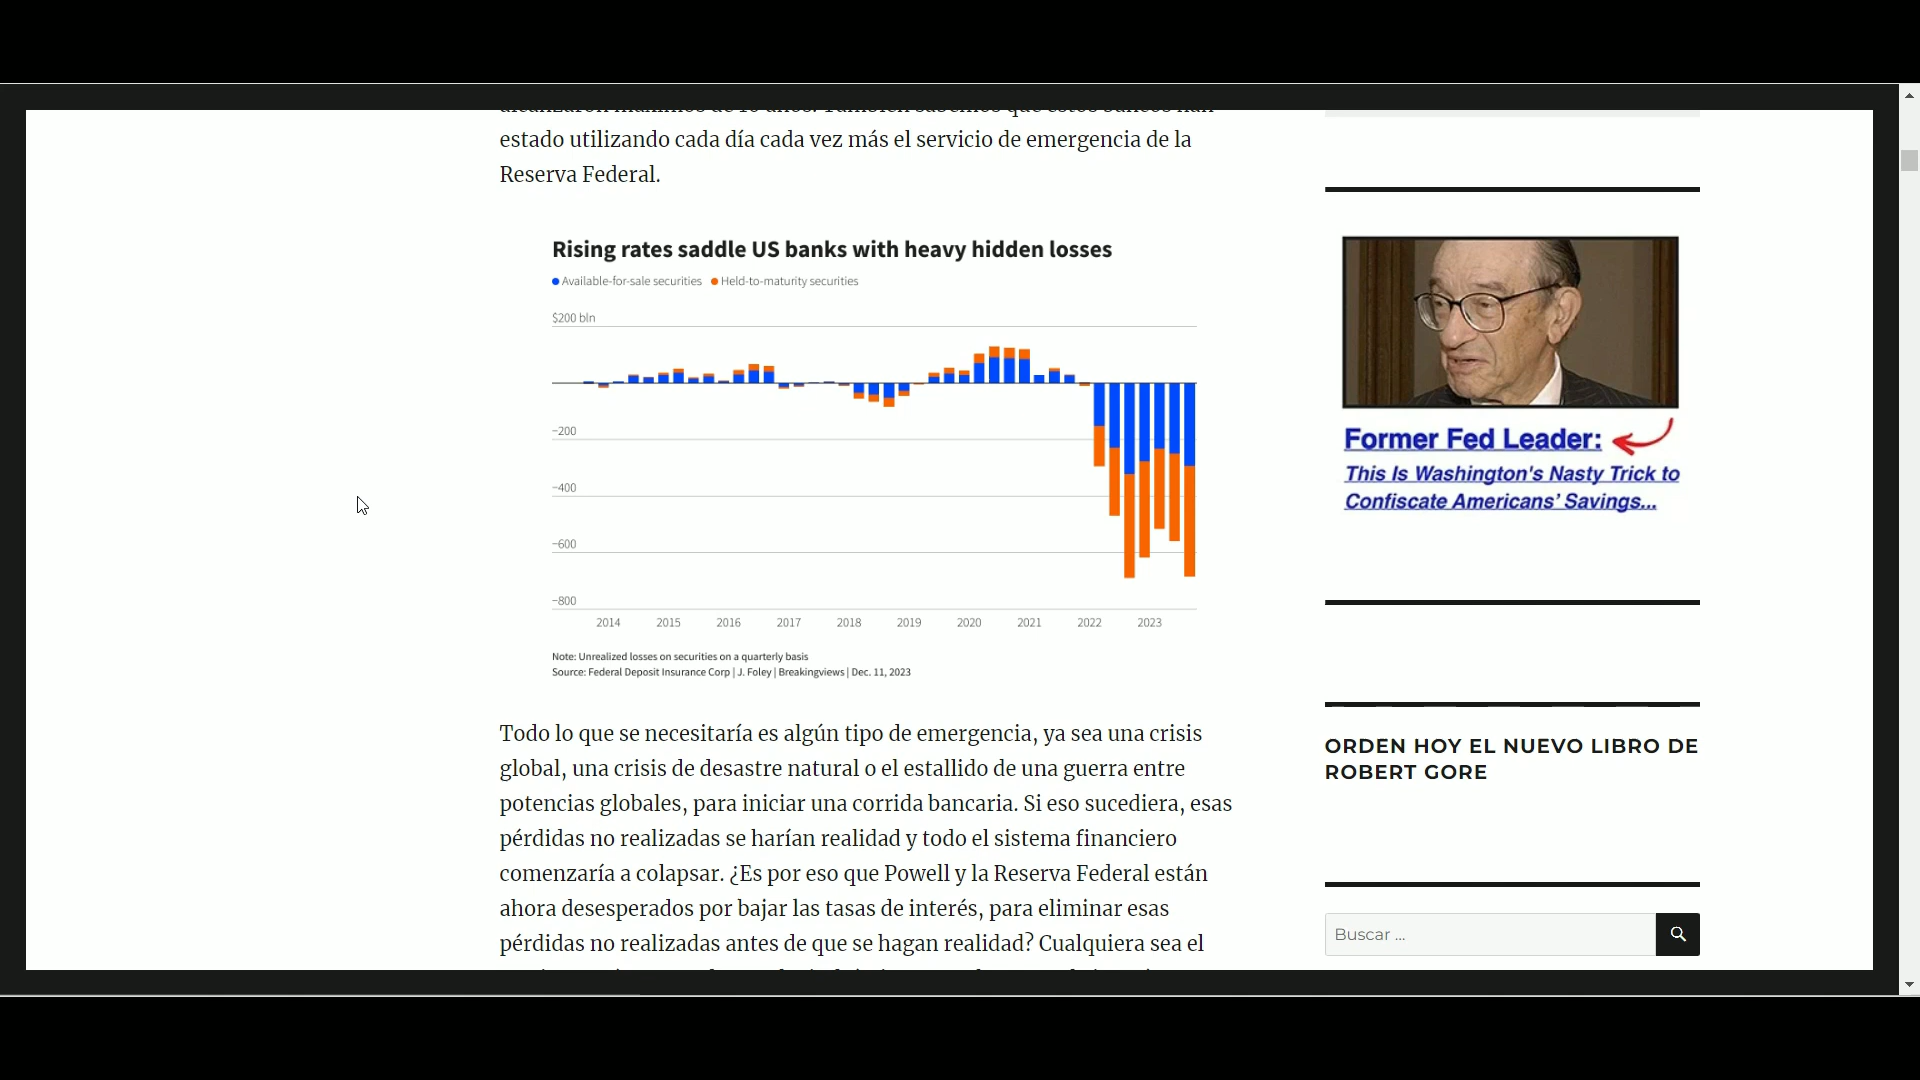 estado utilizando cada día cada vez más el servicio de emergencia de la
Reserva Federal.
Rising rates saddle US banks with heavy hidden losses
Available-for-sale securities Held-to-maturity securities
$200 bln
−200
−400
−600
−800
2014 2015 2016 2017 2018 2019 2020 2021 2022 2023
Note: Unrealized losses on securities on a quarterly basis
Source: Federal Deposit Insurance Corp | J. Foley | Breakingviews | Dec. 11, 2023
Todo lo que se necesitaría es algún tipo de emergencia, ya sea una crisis
global, una crisis de desastre natural o el estallido de una guerra entre
potencias globales, para iniciar una corrida bancaria. Si eso sucediera, esas
pérdidas no realizadas se harían realidad y todo el sistema financiero
comenzaría a colapsar. ¿Es por eso que Powell y la Reserva Federal están
ahora desesperados por bajar las tasas de interés, para eliminar esas
pérdidas no realizadas antes de que se hagan realidad? Cualquiera sea el
Former Fed Leader:
This Is Washington's Nasty Trick to
Confiscate Americans' Savings...
ORDEN HOY EL NUEVO LIBRO DE
ROBERT GORE
Buscar ...